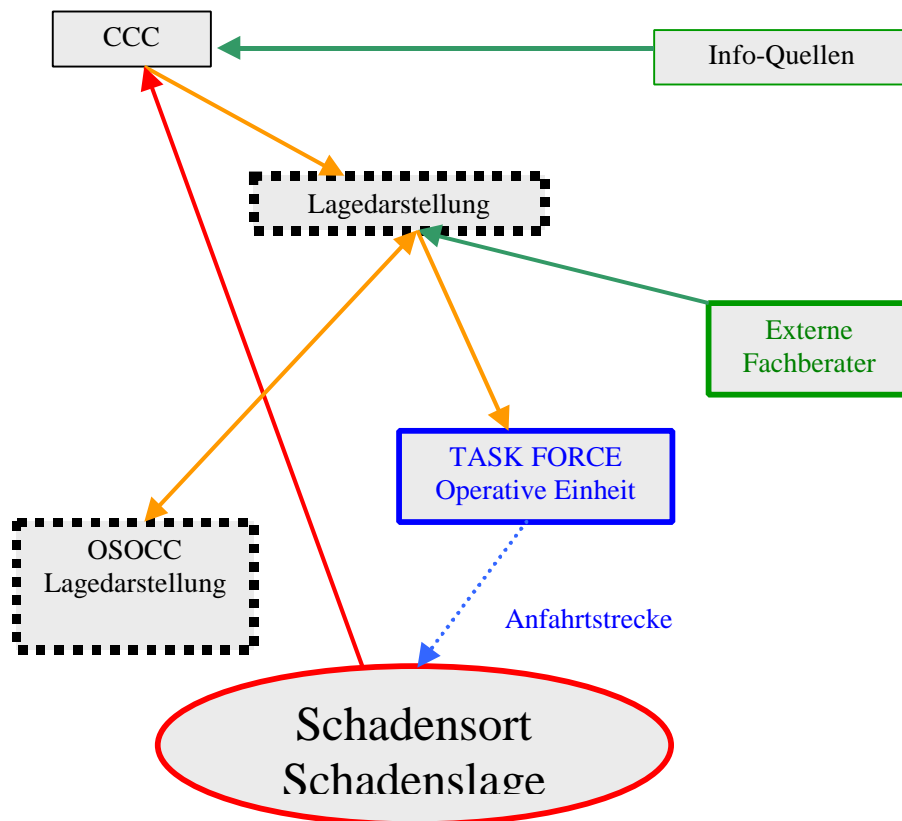 CCC
Info-Quellen
Lagedarstellung
Externe
Fachberater
TASK FORCE
Operative Einheit
OSOCC
Lagedarstellung
Anfahrtstrecke
Schadensort
Schadenslage